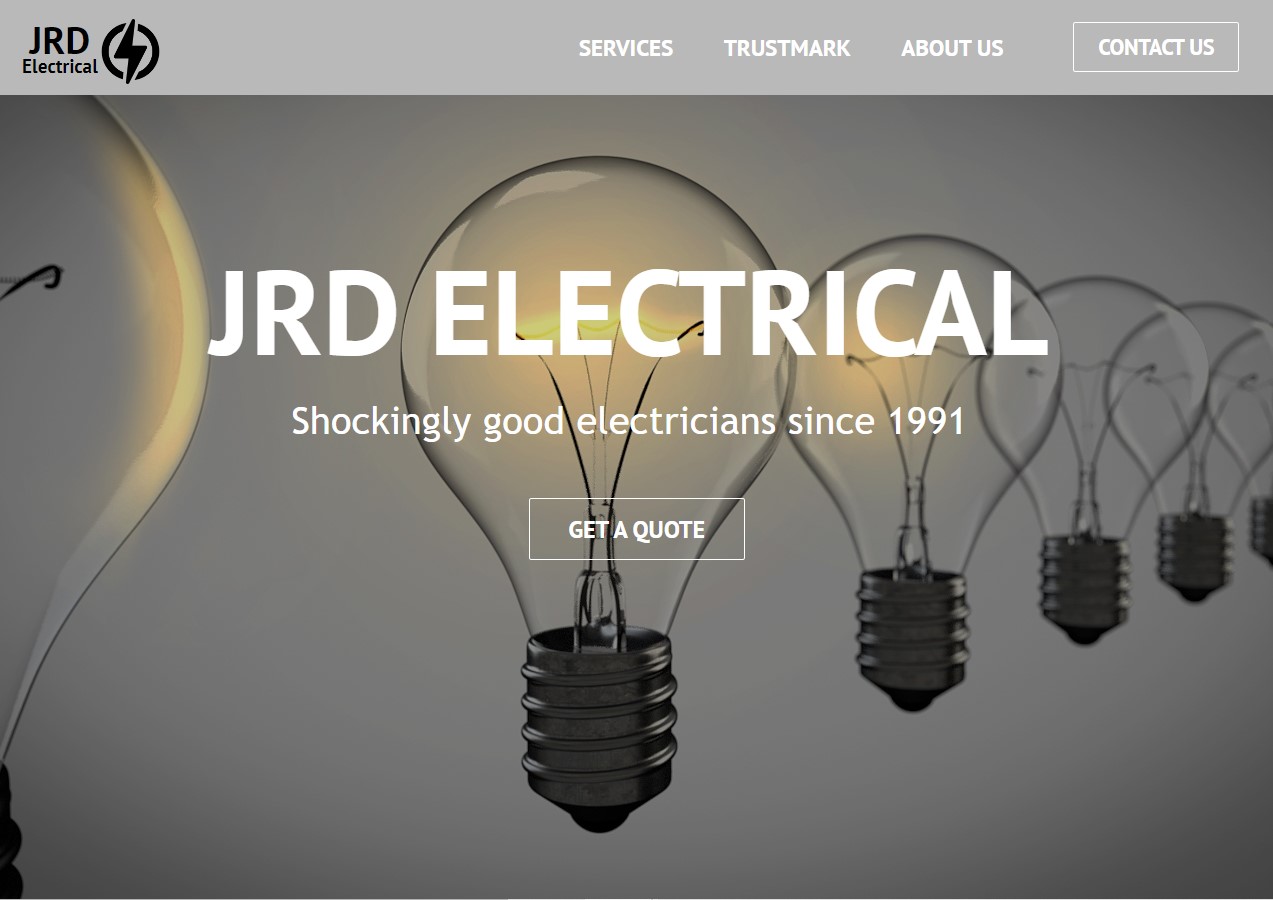 JRD
Electrical
SERVICES TRUSTMARK ABOUT US CONTACT US
JRD ELECTRICAL
Shockingly good electricians since 1991
GET A QUOTE